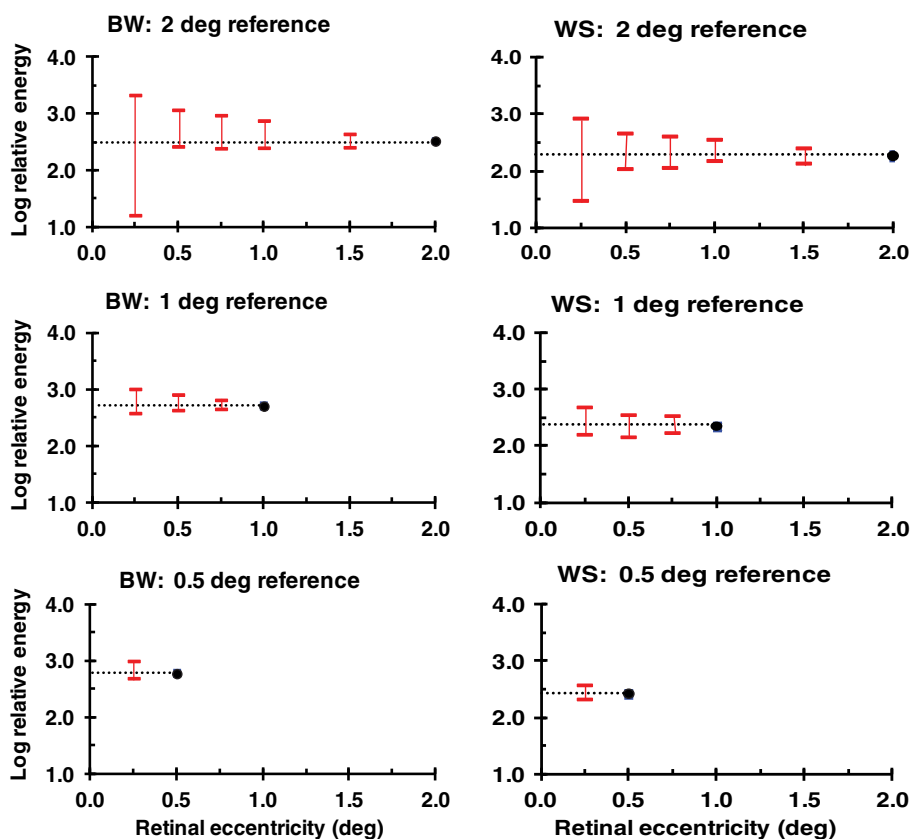 BW: 2 deg reference
Log relative energy
4.0
3.0
2.0
1.0
0.0 0.5 1.0 1.5 2.0
WS: 2 deg reference
4.0
3.0
2.0
1.0
0.0 0.5 1.0 1.5 2.0
BW: 1 deg reference
Log relative energy
4.0
3.0
2.0
1.0
0.0 0.5 1.0 1.5 2.0
WS: 1 deg reference
4.0
3.0
2.0
1.0
0.0 0.5 1.0 1.5 2.0
BW: 0.5 deg reference
Log relative energy
4.0
3.0
2.0
1.0
0.0 0.5 1.0 1.5 2.0
Retinal eccentricity (deg)
WS: 0.5 deg reference
4.0
3.0
2.0
1.0
0.0 0.5 1.0 1.5 2.0
Retinal eccentricity (deg)